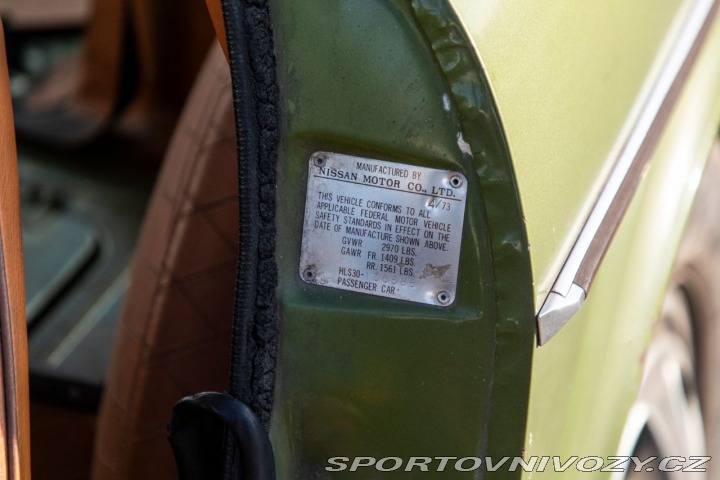 MANUFACTURED BY
NISSAN MOTOR CO., LTD.
4/73
THIS VEHICLE CONFORMS TO ALL
APPLICABLE FEDERAL MOTOR VEHICLE
SAFETY STANDARDS IN EFFECT ON THE
DATE OF MANUFACTURE SHOWN ABOVE.
GVWR 2970 LBS.
GAWR FR. 1409 LBS.
RR. 1561 LBS.
HLS30-
PASSENGER CAR
SPORTOVNIVOZY.CZ